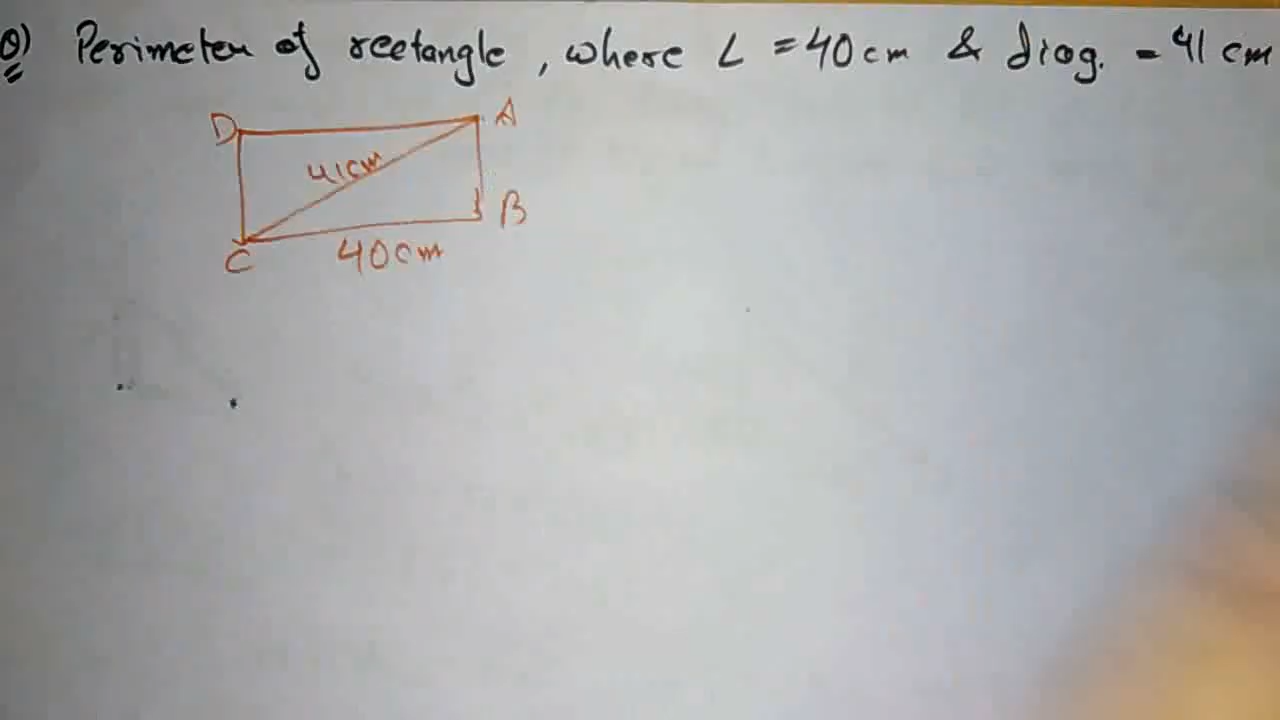 Q) Perimeter of rectangle, where L = 40 cm & diag. = 41 cm
D
A
41cm
B
40cm
C